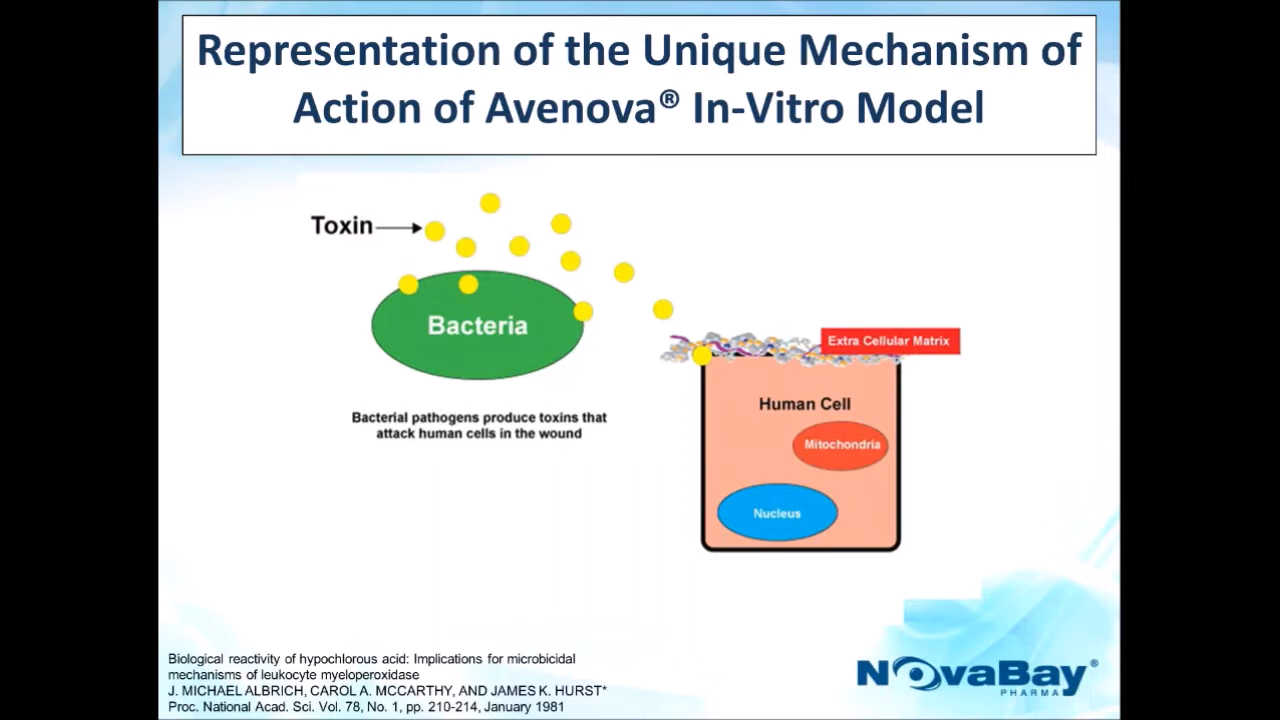 Representation of the Unique Mechanism of
Action of Avenova® In-Vitro Model
Toxin
Bacteria
Extra Cellular Matrix
Human Cell
Bacterial pathogens produce toxins that
attack human cells in the wound
Mitochondria
Nucleus
Biological reactivity of hypochlorous acid: Implications for microbicidal
mechanisms of leukocyte myeloperoxidase
J. MICHAEL ALBRICH, CAROL A. MCCARTHY, AND JAMES K. HURST*
Proc. National Acad. Sci. Vol. 78, No. 1, pp. 210-214, January 1981
NovaBay®
PHARMA